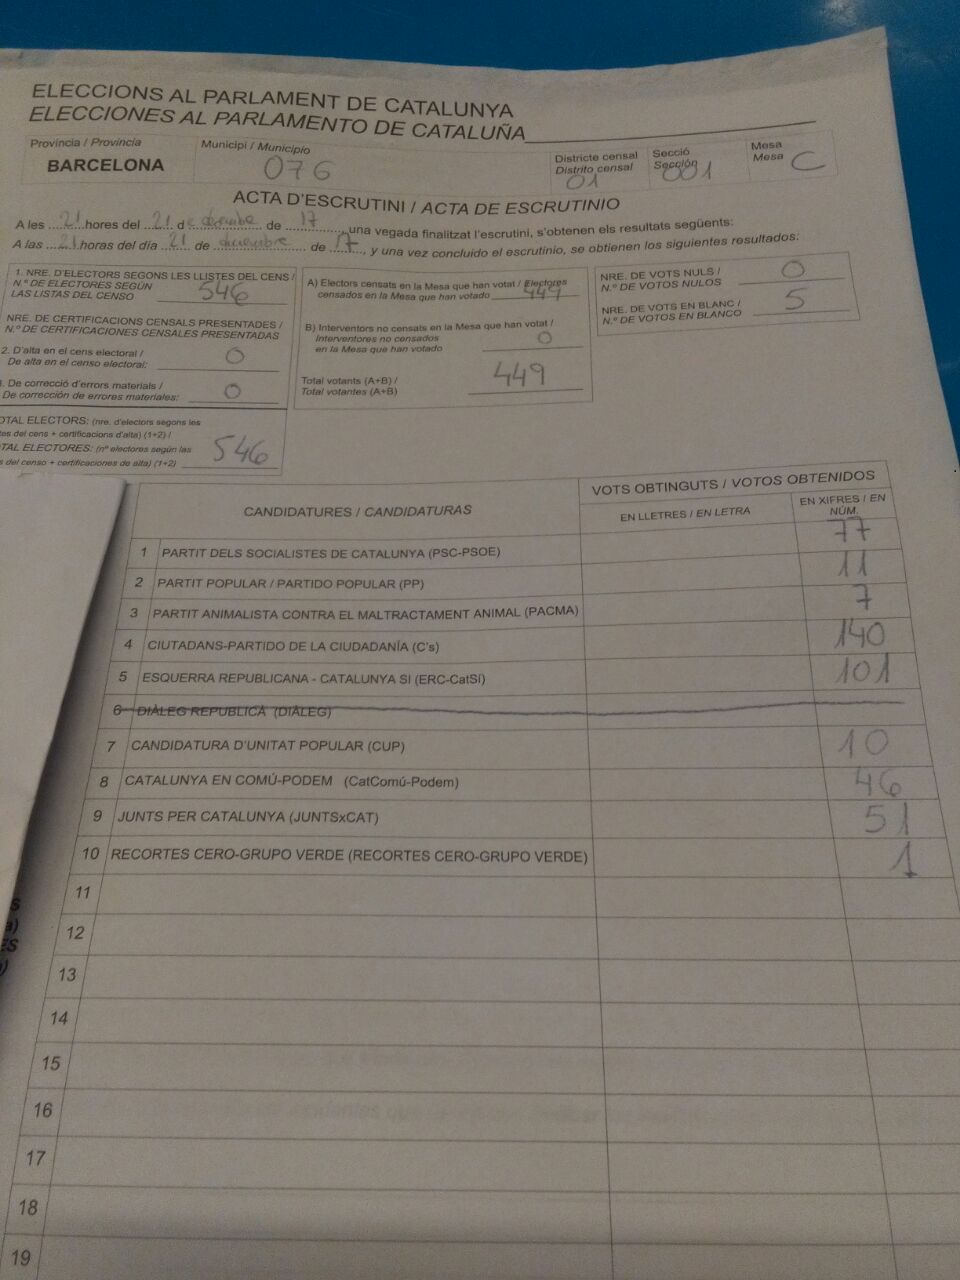 ELECCIONS AL PARLAMENT DE CATALUNYA
ELECCIONES AL PARLAMENTO DE CATALUÑA
Província / Provincia
BARCELONA
Municipi / Municipio
076
Districte censal
Distrito censal
01
Secció
Sección
001
Mesa
Mesa
C
ACTA D'ESCRUTINI / ACTA DE ESCRUTINIO
A les 21 hores del 21 de diciembre de 17, una vegada finalitzat l'escrutini, s'obtenen els resultats següents:
A las 21 horas del día 21 de diciembre de 17, y una vez concluido el escrutinio, se obtienen los siguientes resultados:
1. NRE. D'ELECTORS SEGONS LES LLISTES DEL CENS /
N.º DE ELECTORES SEGÚN
LAS LISTAS DEL CENSO 546
NRE. DE CERTIFICACIONS CENSALS PRESENTADES /
N.º DE CERTIFICACIONES CENSALES PRESENTADAS
2. D'alta en el cens electoral /
De alta en el censo electoral: 0
. De correcció d'errors materials /
De corrección de errores materiales: 0
OTAL ELECTORS: (nre. d'electors segons les
es del cens + certificacions d'alta) (1+2) /
TAL ELECTORES: (nº electores según las
s del censo + certificaciones de alta) (1+2) 546
A) Electors censats en la Mesa que han votat / Electores
censados en la Mesa que han votado 449
B) Interventors no censats en la Mesa que han votat /
Interventores no censados
en la Mesa que han votado 0
Total votants (A+B) /
Total votantes (A+B) 449
NRE. DE VOTS NULS /
N.º DE VOTOS NULOS 0
NRE. DE VOTS EN BLANC /
N.º DE VOTOS EN BLANCO 5
CANDIDATURES / CANDIDATURAS
VOTS OBTINGUTS / VOTOS OBTENIDOS
EN LLETRES / EN LETRA
EN XIFRES / EN
NÚM.
1 PARTIT DELS SOCIALISTES DE CATALUNYA (PSC-PSOE) 77
2 PARTIT POPULAR / PARTIDO POPULAR (PP) 11
3 PARTIT ANIMALISTA CONTRA EL MALTRACTAMENT ANIMAL (PACMA) 7
4 CIUTADANS-PARTIDO DE LA CIUDADANÍA (C's) 140
5 ESQUERRA REPUBLICANA - CATALUNYA SI (ERC-CatSí) 101
6 DIÀLEG REPUBLICÀ (DIÀLEG)
7 CANDIDATURA D'UNITAT POPULAR (CUP) 10
8 CATALUNYA EN COMÚ-PODEM (CatComú-Podem) 46
9 JUNTS PER CATALUNYA (JUNTSxCAT) 51
10 RECORTES CERO-GRUPO VERDE (RECORTES CERO-GRUPO VERDE) 1
11
12
13
14
15
16
17
18
19